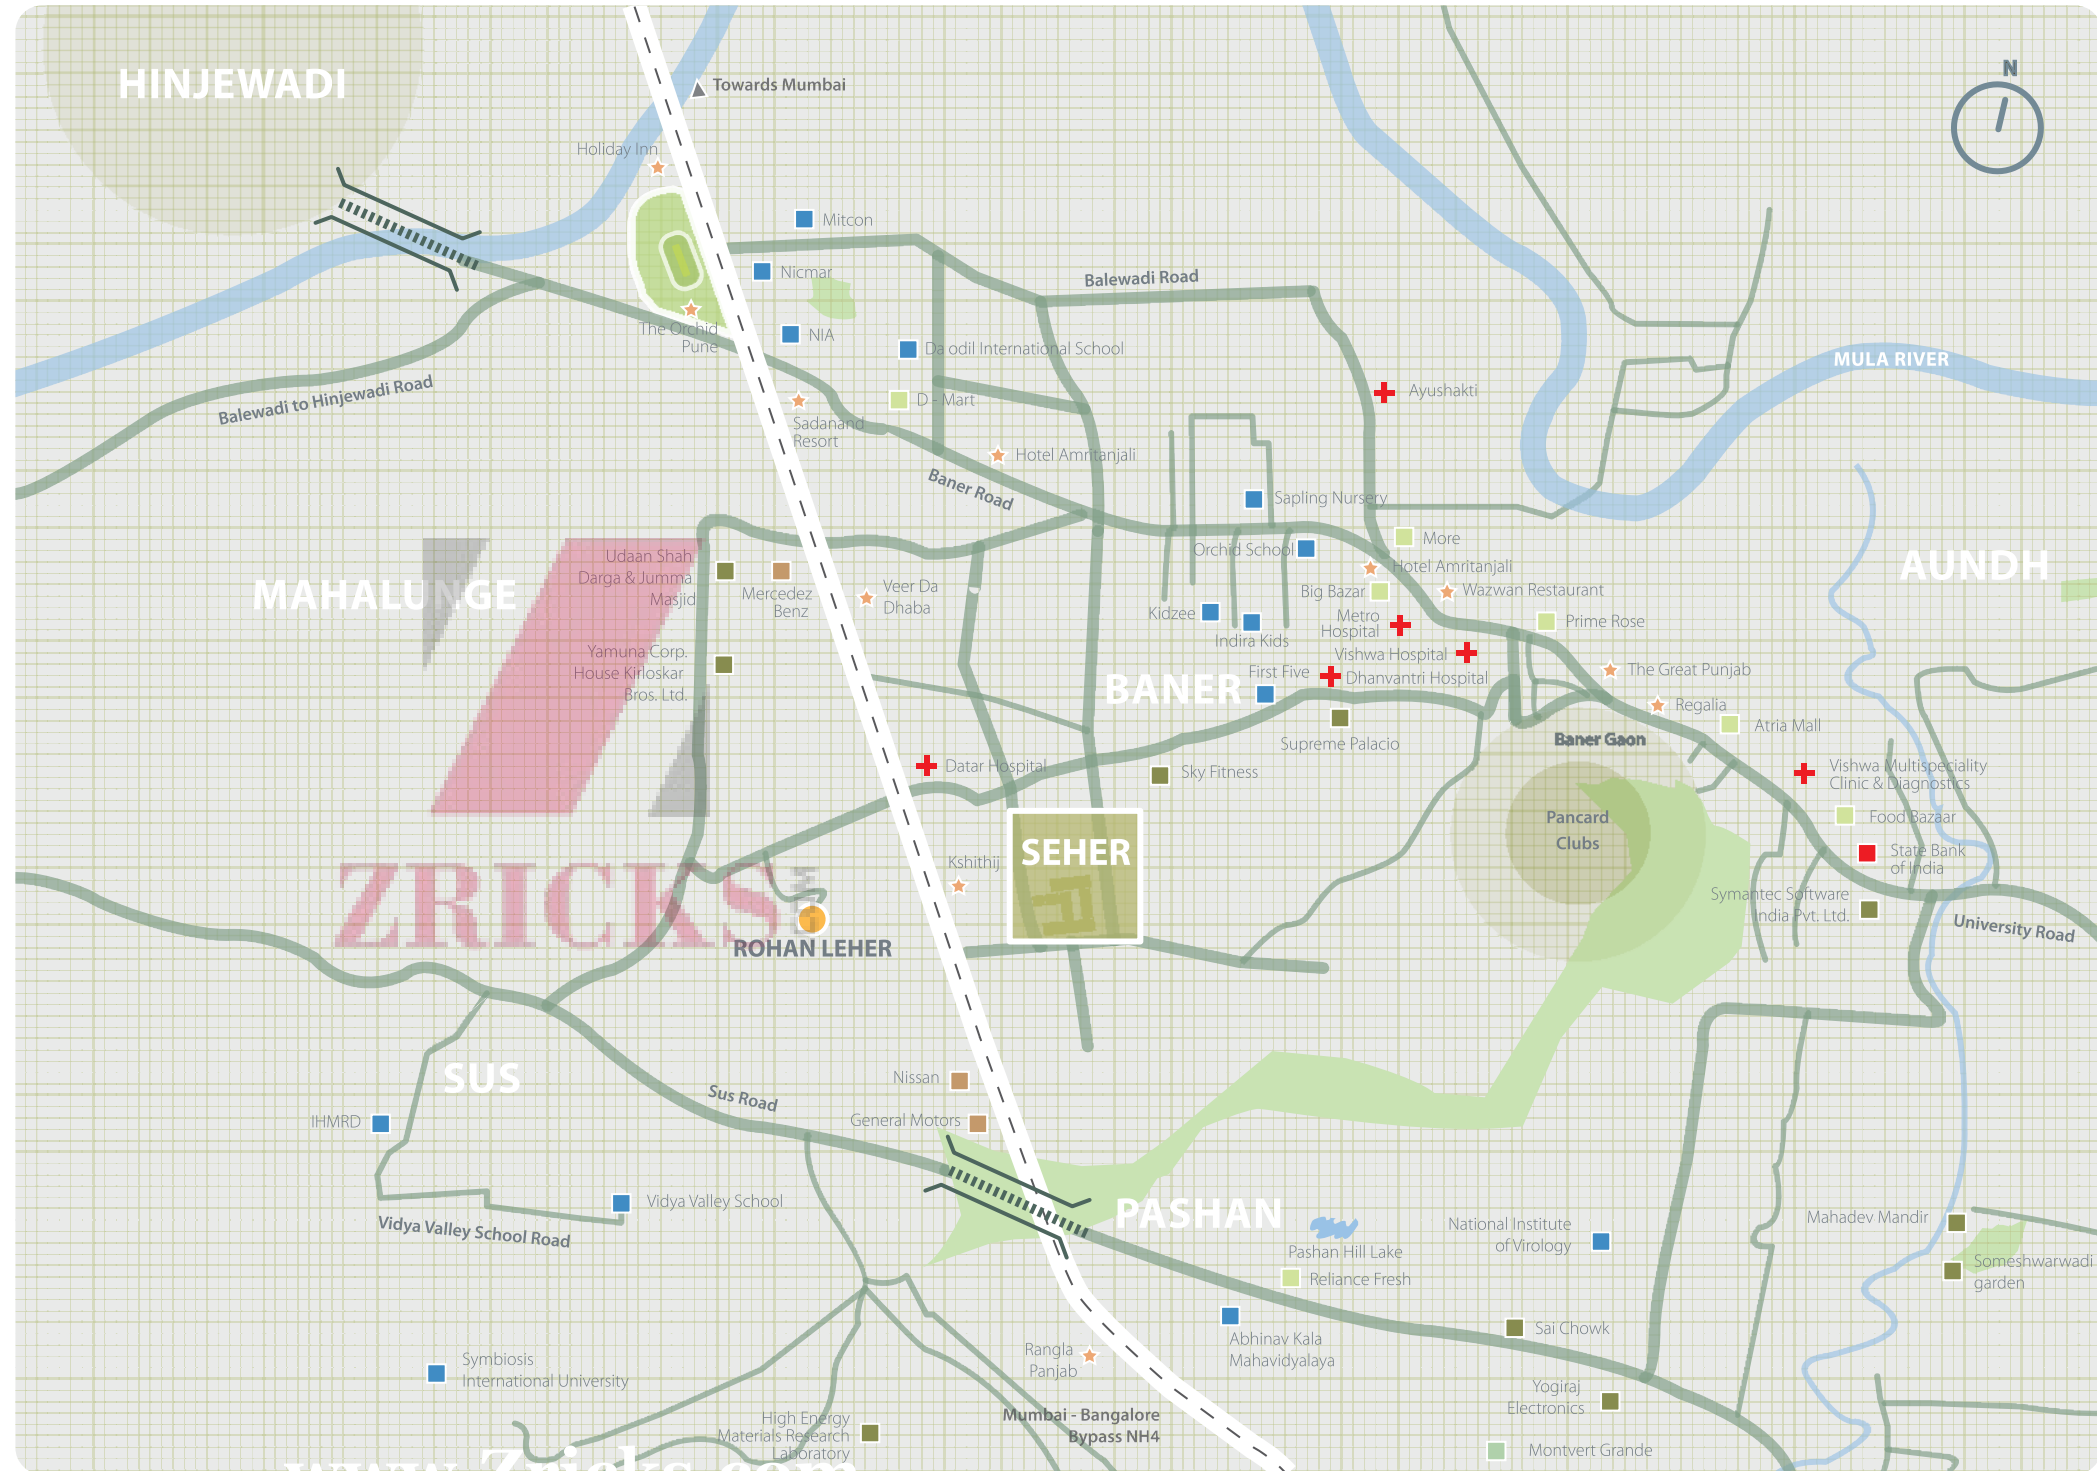 HINJEWADI
N
Towards Mumbai
Holiday Inn
Mitcon
Nicmar
Balewadi Road
The Orchid
Pune
NIA
Da odil International School
MULA RIVER
Balewadi to Hinjewadi Road
Ayushakti
D - Mart
Sadanand
Resort
Hotel Amritanjali
Baner Road
Sapling Nursery
More
Orchid School
Udaan Shah
Darga & Jumma
Masjid
Mercedez
Benz
Veer Da
Dhaba
Hotel Amritanjali
AUNDH
MAHALUNGE
Big Bazar
Wazwan Restaurant
Kidzee
Indira Kids
Metro
Hospital
Prime Rose
Yamuna Corp.
House Kirloskar
Bros. Ltd.
Vishwa Hospital
First Five
Dhanvantri Hospital
The Great Punjab
BANER
Regalia
Atria Mall
Supreme Palacio
Baner Gaon
Datar Hospital
Sky Fitness
Vishwa Multispeciality
Clinic & Diagnostics
Pancard
Clubs
Food Bazaar
SEHER
Kshithij
State Bank
of India
ZRICKS
.COM
Symantec Software
India Pvt. Ltd.
ROHAN LEHER
University Road
SUS
Nissan
Sus Road
General Motors
IHMRD
Vidya Valley School
PASHAN
Vidya Valley School Road
Pashan Hill Lake
National Institute
of Virology
Mahadev Mandir
Reliance Fresh
Someshwarwadi
garden
Abhinav Kala
Mahavidyalaya
Sai Chowk
Rangla
Panjab
Symbiosis
International University
Yogiraj
Electronics
High Energy
Materials Research
Laboratory
Mumbai - Bangalore
Bypass NH4
Montvert Grande
www.Zricks.com